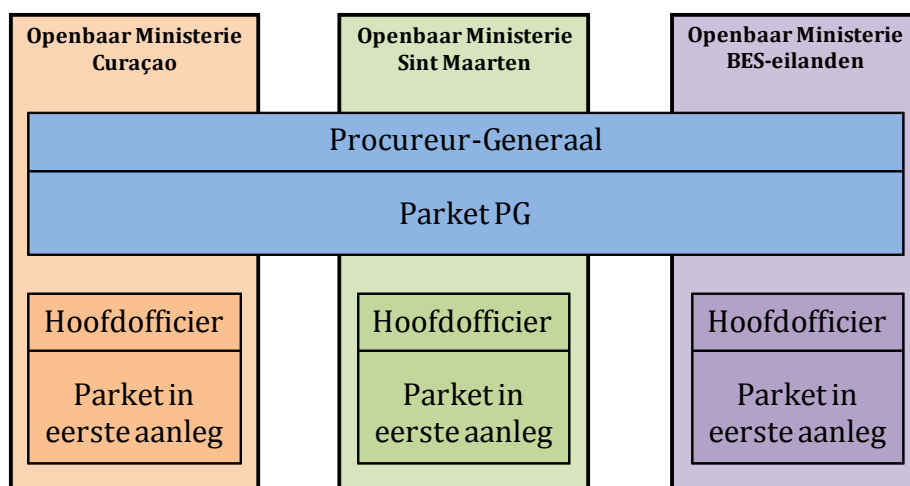 Openbaar Ministerie
Curaçao
Openbaar Ministerie
Sint Maarten
Openbaar Ministerie
BES-eilanden
Procureur-Generaal
Parket PG
Hoofdofficier
Parket in
eerste aanleg
Hoofdofficier
Parket in
eerste aanleg
Hoofdofficier
Parket in
eerste aanleg